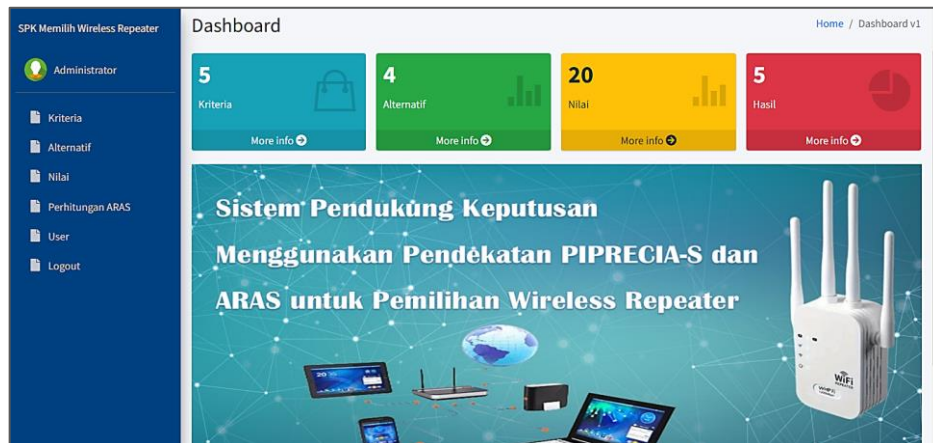 SPK Memilih Wireless Repeater
Administrator
Kriteria
Alternatif
Nilai
Perhitungan ARAS
User
Logout
Dashboard
Home / Dashboard v1
5
Kriteria
More info
4
Alternatif
More info
20
Nilai
More info
5
Hasil
More info
Sistem Pendukung Keputusan
Menggunakan Pendekatan PIPRECIA-S dan
ARAS untuk Pemilihan Wireless Repeater
WiFi
REPEATER